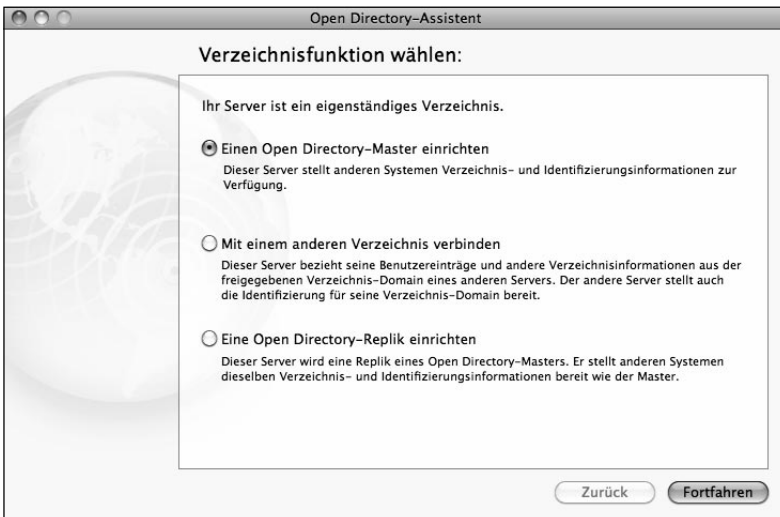 Open Directory-Assistent
Verzeichnisfunktion wählen:
Ihr Server ist ein eigenständiges Verzeichnis.
Einen Open Directory-Master einrichten
Dieser Server stellt anderen Systemen Verzeichnis- und Identifizierungsinformationen zur
Verfügung.
Mit einem anderen Verzeichnis verbinden
Dieser Server bezieht seine Benutzereinträge und andere Verzeichnisinformationen aus der
freigegebenen Verzeichnis-Domain eines anderen Servers. Der andere Server stellt auch
die Identifizierung für seine Verzeichnis-Domain bereit.
Eine Open Directory-Replik einrichten
Dieser Server wird eine Replik eines Open Directory-Masters. Er stellt anderen Systemen
dieselben Verzeichnis- und Identifizierungsinformationen bereit wie der Master.
Zurück
Fortfahren